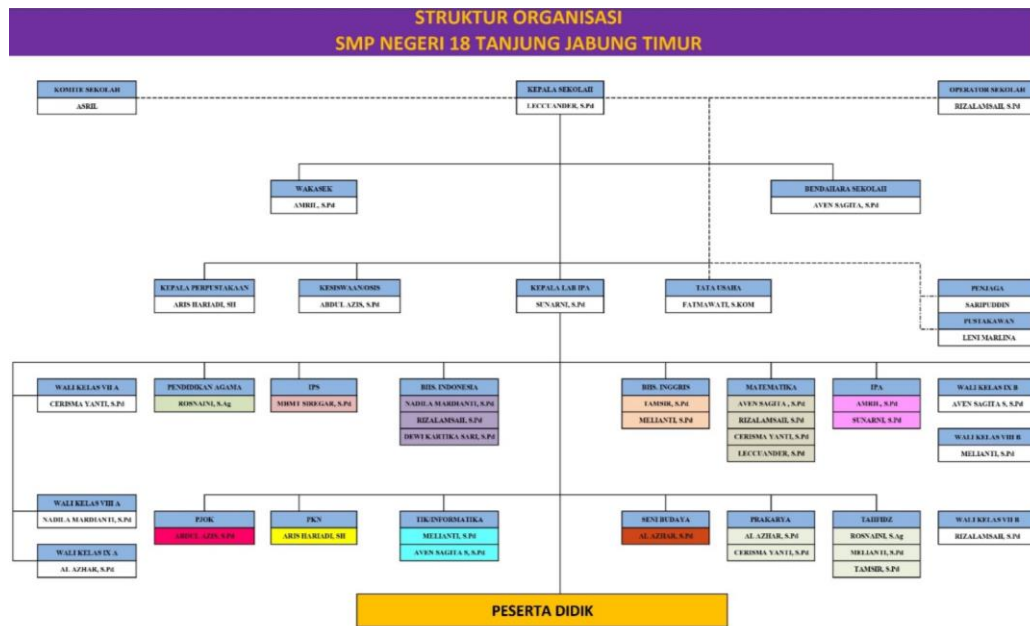 STRUKTUR ORGANISASI
SMP NEGERI 18 TANJUNG JABUNG TIMUR
KOMITE SEKOLAH
ASRIL
KEPALA SEKOLAH
LECCUANDER, S.Pd
OPERATOR SEKOLAH
RIZALAMSAH, S.Pd
WAKASEK
AMRIL, S.Pd
BENDAHARA SEKOLAH
AVEN SAGITA, S.Pd
KEPALA PERPUSTAKAAN
ARIS HARIADI, SH
KESISWAAN/OSIS
ABDUL AZIS, S.Pd
KEPALA LAB IPA
SUNARNI, S.Pd
TATA USAHA
FATMAWATI, S.KOM
PENJAGA
SARIPUDDIN
PUSTAKAWAN
LENI MARLINA
WALI KELAS VII A
CERISMA YANTI, S.Pd
PENDIDIKAN AGAMA
ROSNAINI, S.Ag
IPS
MHMT SIREGAR, S.Pd
BHS. INDONESIA
NADILA MARDIANTI, S.Pd
RIZALAMSAH, S.Pd
DEWI KARTIKA SARI, S.Pd
BHS. INGGRIS
TAMSIR, S.Pd
MELIANTI, S.Pd
MATEMATIKA
AVEN SAGITA , S.Pd
RIZALAMSAH, S.Pd
CERISMA YANTI, S.Pd
LECCUANDER, S.Pd
IPA
AMRIL, S.Pd
SUNARNI, S.Pd
WALI KELAS IX B
AVEN SAGITA S, S.Pd
WALI KELAS VIII B
MELIANTI, S.Pd
WALI KELAS VIII A
NADILA MARDIANTI, S.Pd
WALI KELAS IX A
AL AZHAR, S.Pd
PJOK
ABDUL AZIS, S.Pd
PKN
ARIS HARIADI, SH
TIK/INFORMATIKA
MELIANTI, S.Pd
AVEN SAGITA S, S.Pd
SENI BUDAYA
AL AZHAR, S.Pd
PRAKARYA
AL AZHAR, S.Pd
CERISMA YANTI, S.Pd
TAHFIDZ
ROSNAINI, S.Ag
MELIANTI, S.Pd
TAMSIR, S.Pd
WALI KELAS VII B
RIZALAMSAH, S.Pd
PESERTA DIDIK